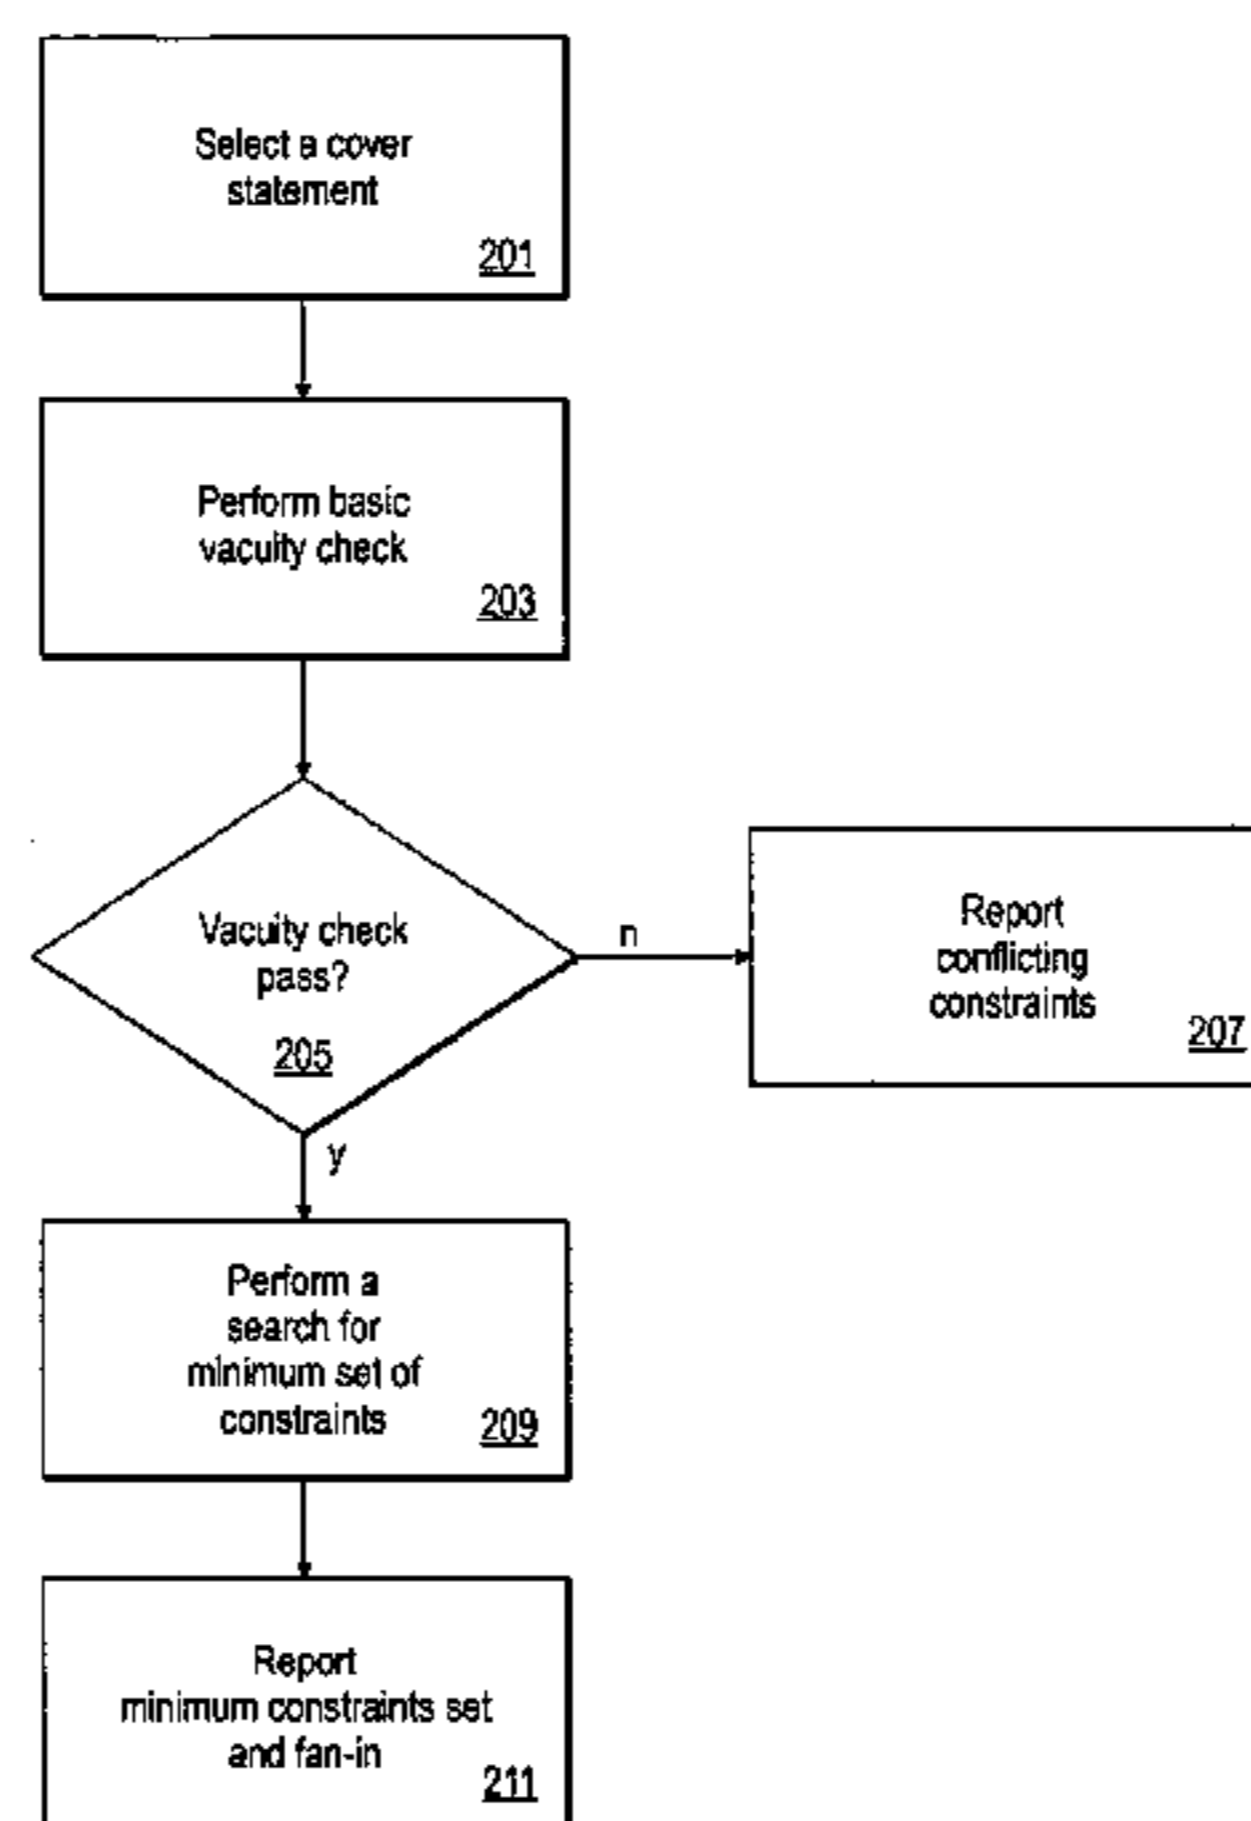 Select a cover
statement
201
Perform basic
vacuity check
203
Vacuity check
pass?
205
n
Report
conflicting
constraints
207
y
Perform a
search for
minimum set of
constraints
209
Report
minimum constraints set
and fan-in
211